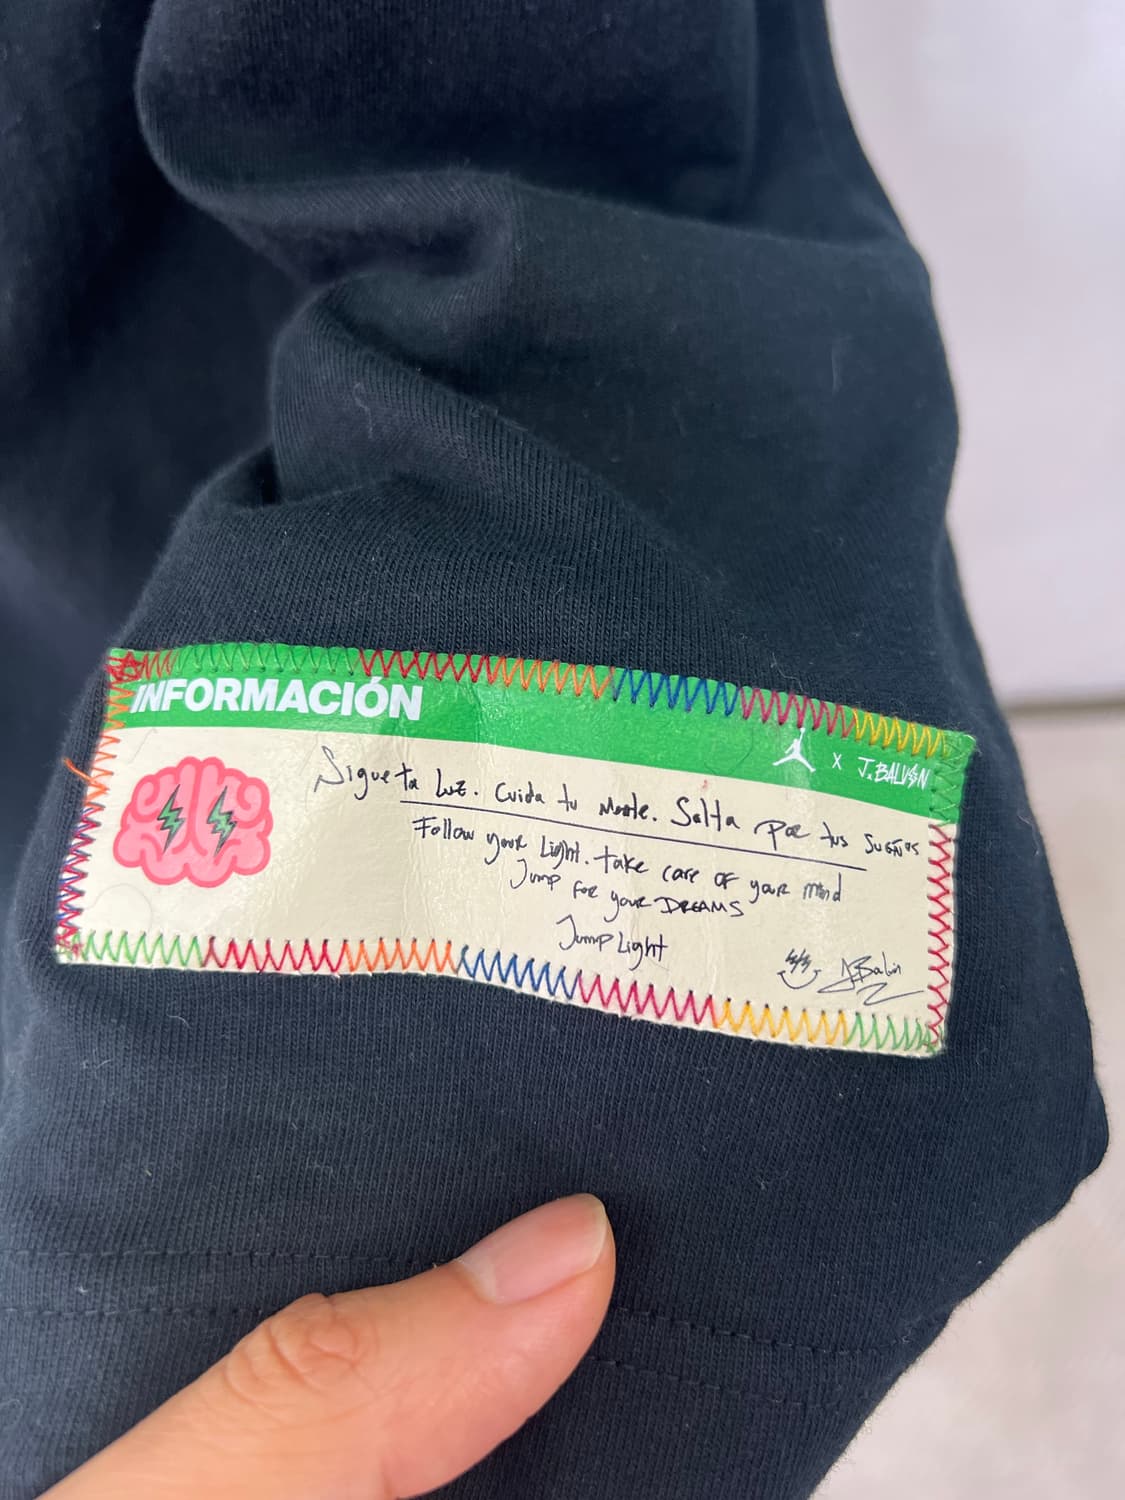 INFORMACIÓN
x J.BALVIN
Sigue tu Luz. Cuida tu Mente. Salta por tus sueños
Follow your Light. take care of your mind
Jump for your DREAMS
Jump Light
JBalvin